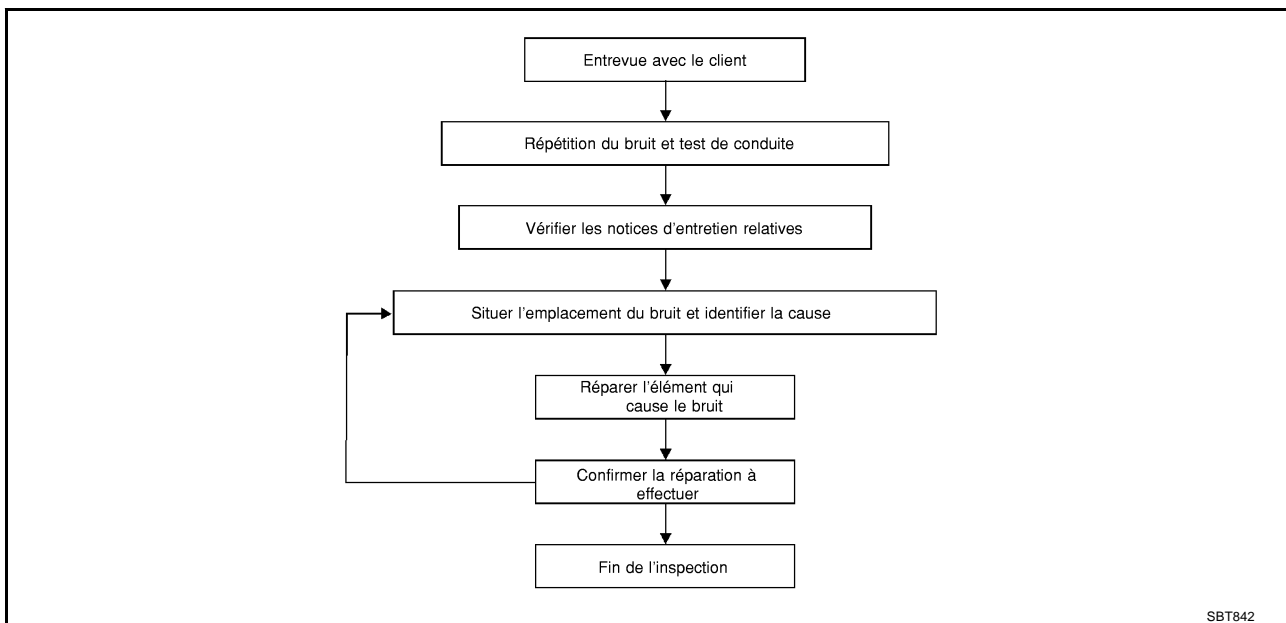 Entrevue avec le client
Répétition du bruit et test de conduite
Vérifier les notices d'entretien relatives
Situer l'emplacement du bruit et identifier la cause
Réparer l'élément qui
cause le bruit
Confirmer la réparation à
effectuer
Fin de l'inspection
SBT842